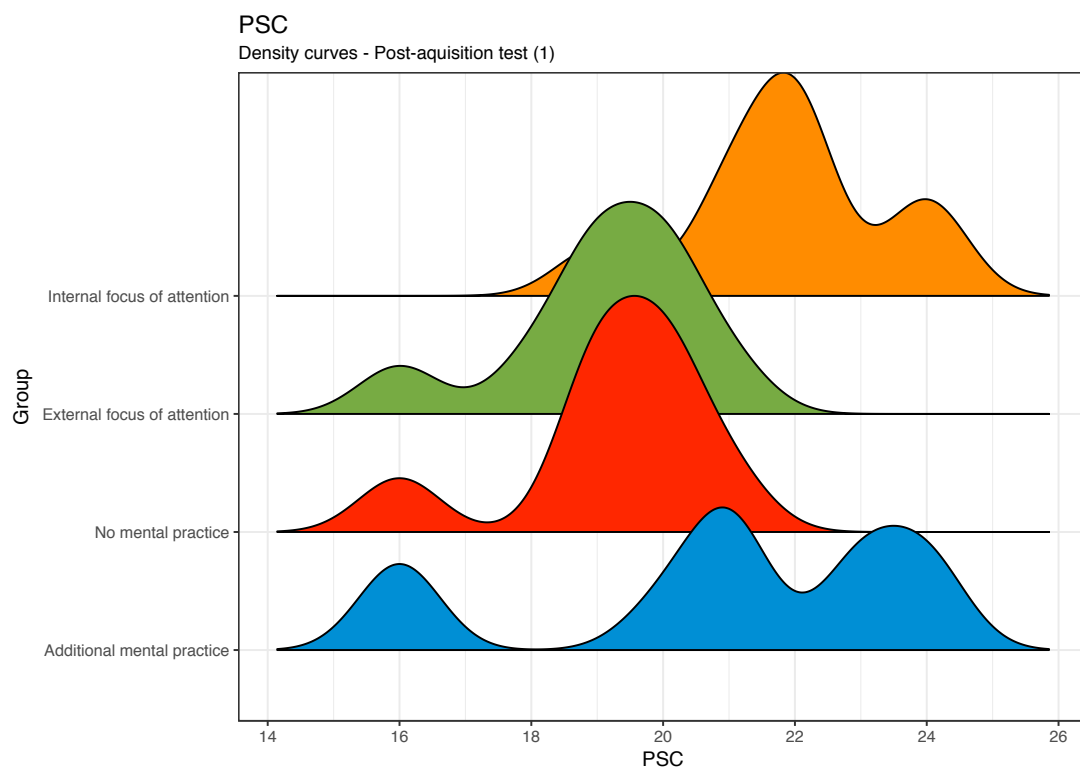 PSC
Density curves - Post-aquisition test (1)
Group
Internal focus of attention
External focus of attention
No mental practice
Additional mental practice
14 16 18 20 22 24 26
PSC